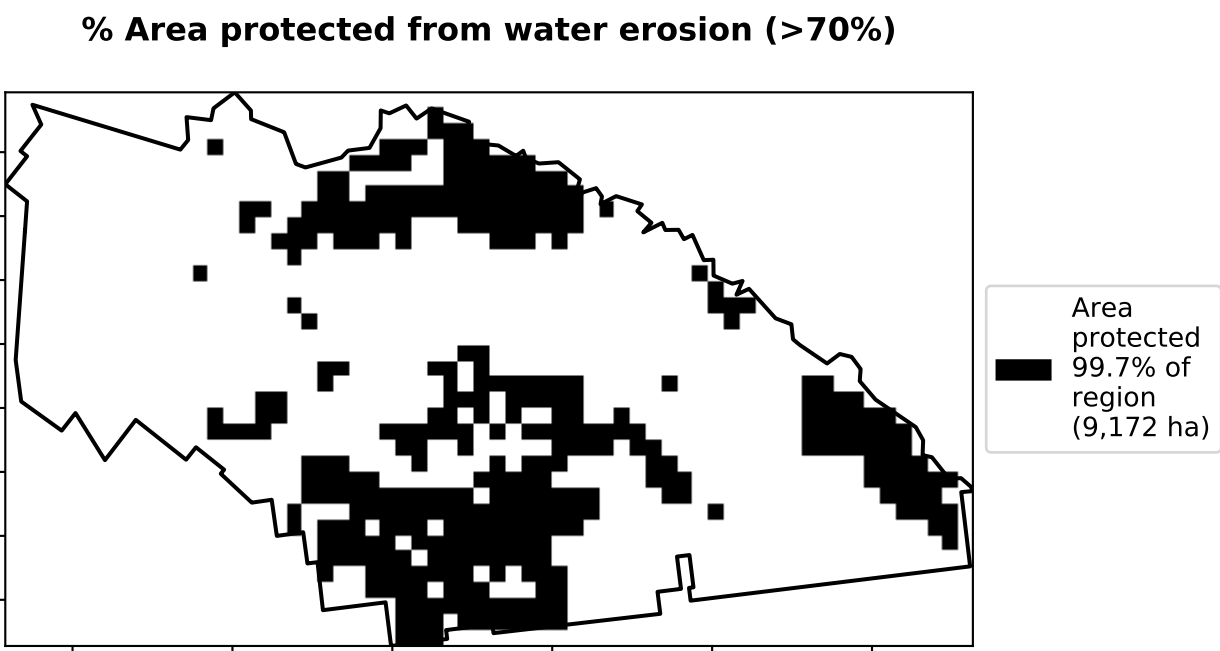 % Area protected from water erosion (>70%)
Area
protected
99.7% of
region
(9,172 ha)